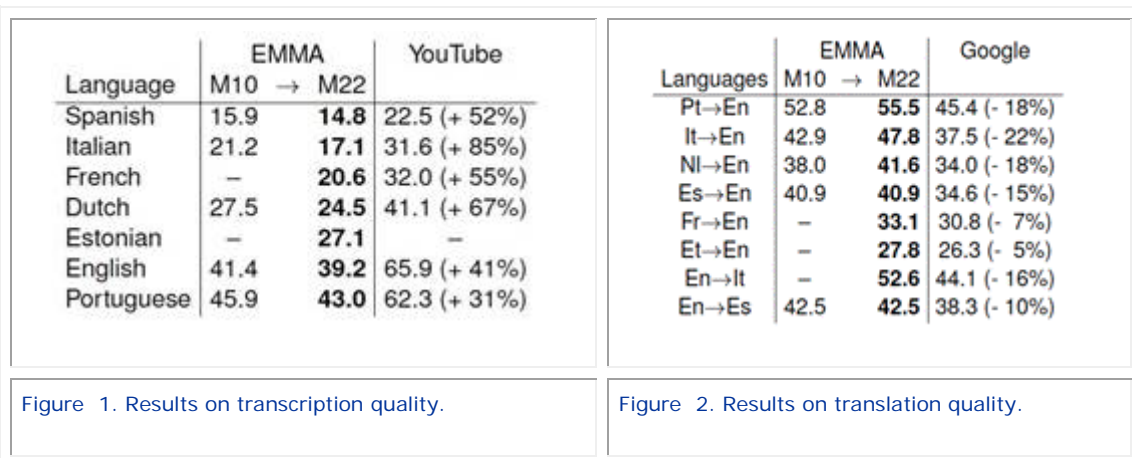 EMMA YouTube
Language M10 → M22
Spanish 15.9 14.8 22.5 (+ 52%)
Italian 21.2 17.1 31.6 (+ 85%)
French – 20.6 32.0 (+ 55%)
Dutch 27.5 24.5 41.1 (+ 67%)
Estonian – 27.1 –
English 41.4 39.2 65.9 (+ 41%)
Portuguese 45.9 43.0 62.3 (+ 31%)
Figure 1. Results on transcription quality.
EMMA Google
Languages M10 → M22
Pt→En 52.8 55.5 45.4 (- 18%)
It→En 42.9 47.8 37.5 (- 22%)
Nl→En 38.0 41.6 34.0 (- 18%)
Es→En 40.9 40.9 34.6 (- 15%)
Fr→En – 33.1 30.8 (- 7%)
Et→En – 27.8 26.3 (- 5%)
En→It – 52.6 44.1 (- 16%)
En→Es 42.5 42.5 38.3 (- 10%)
Figure 2. Results on translation quality.